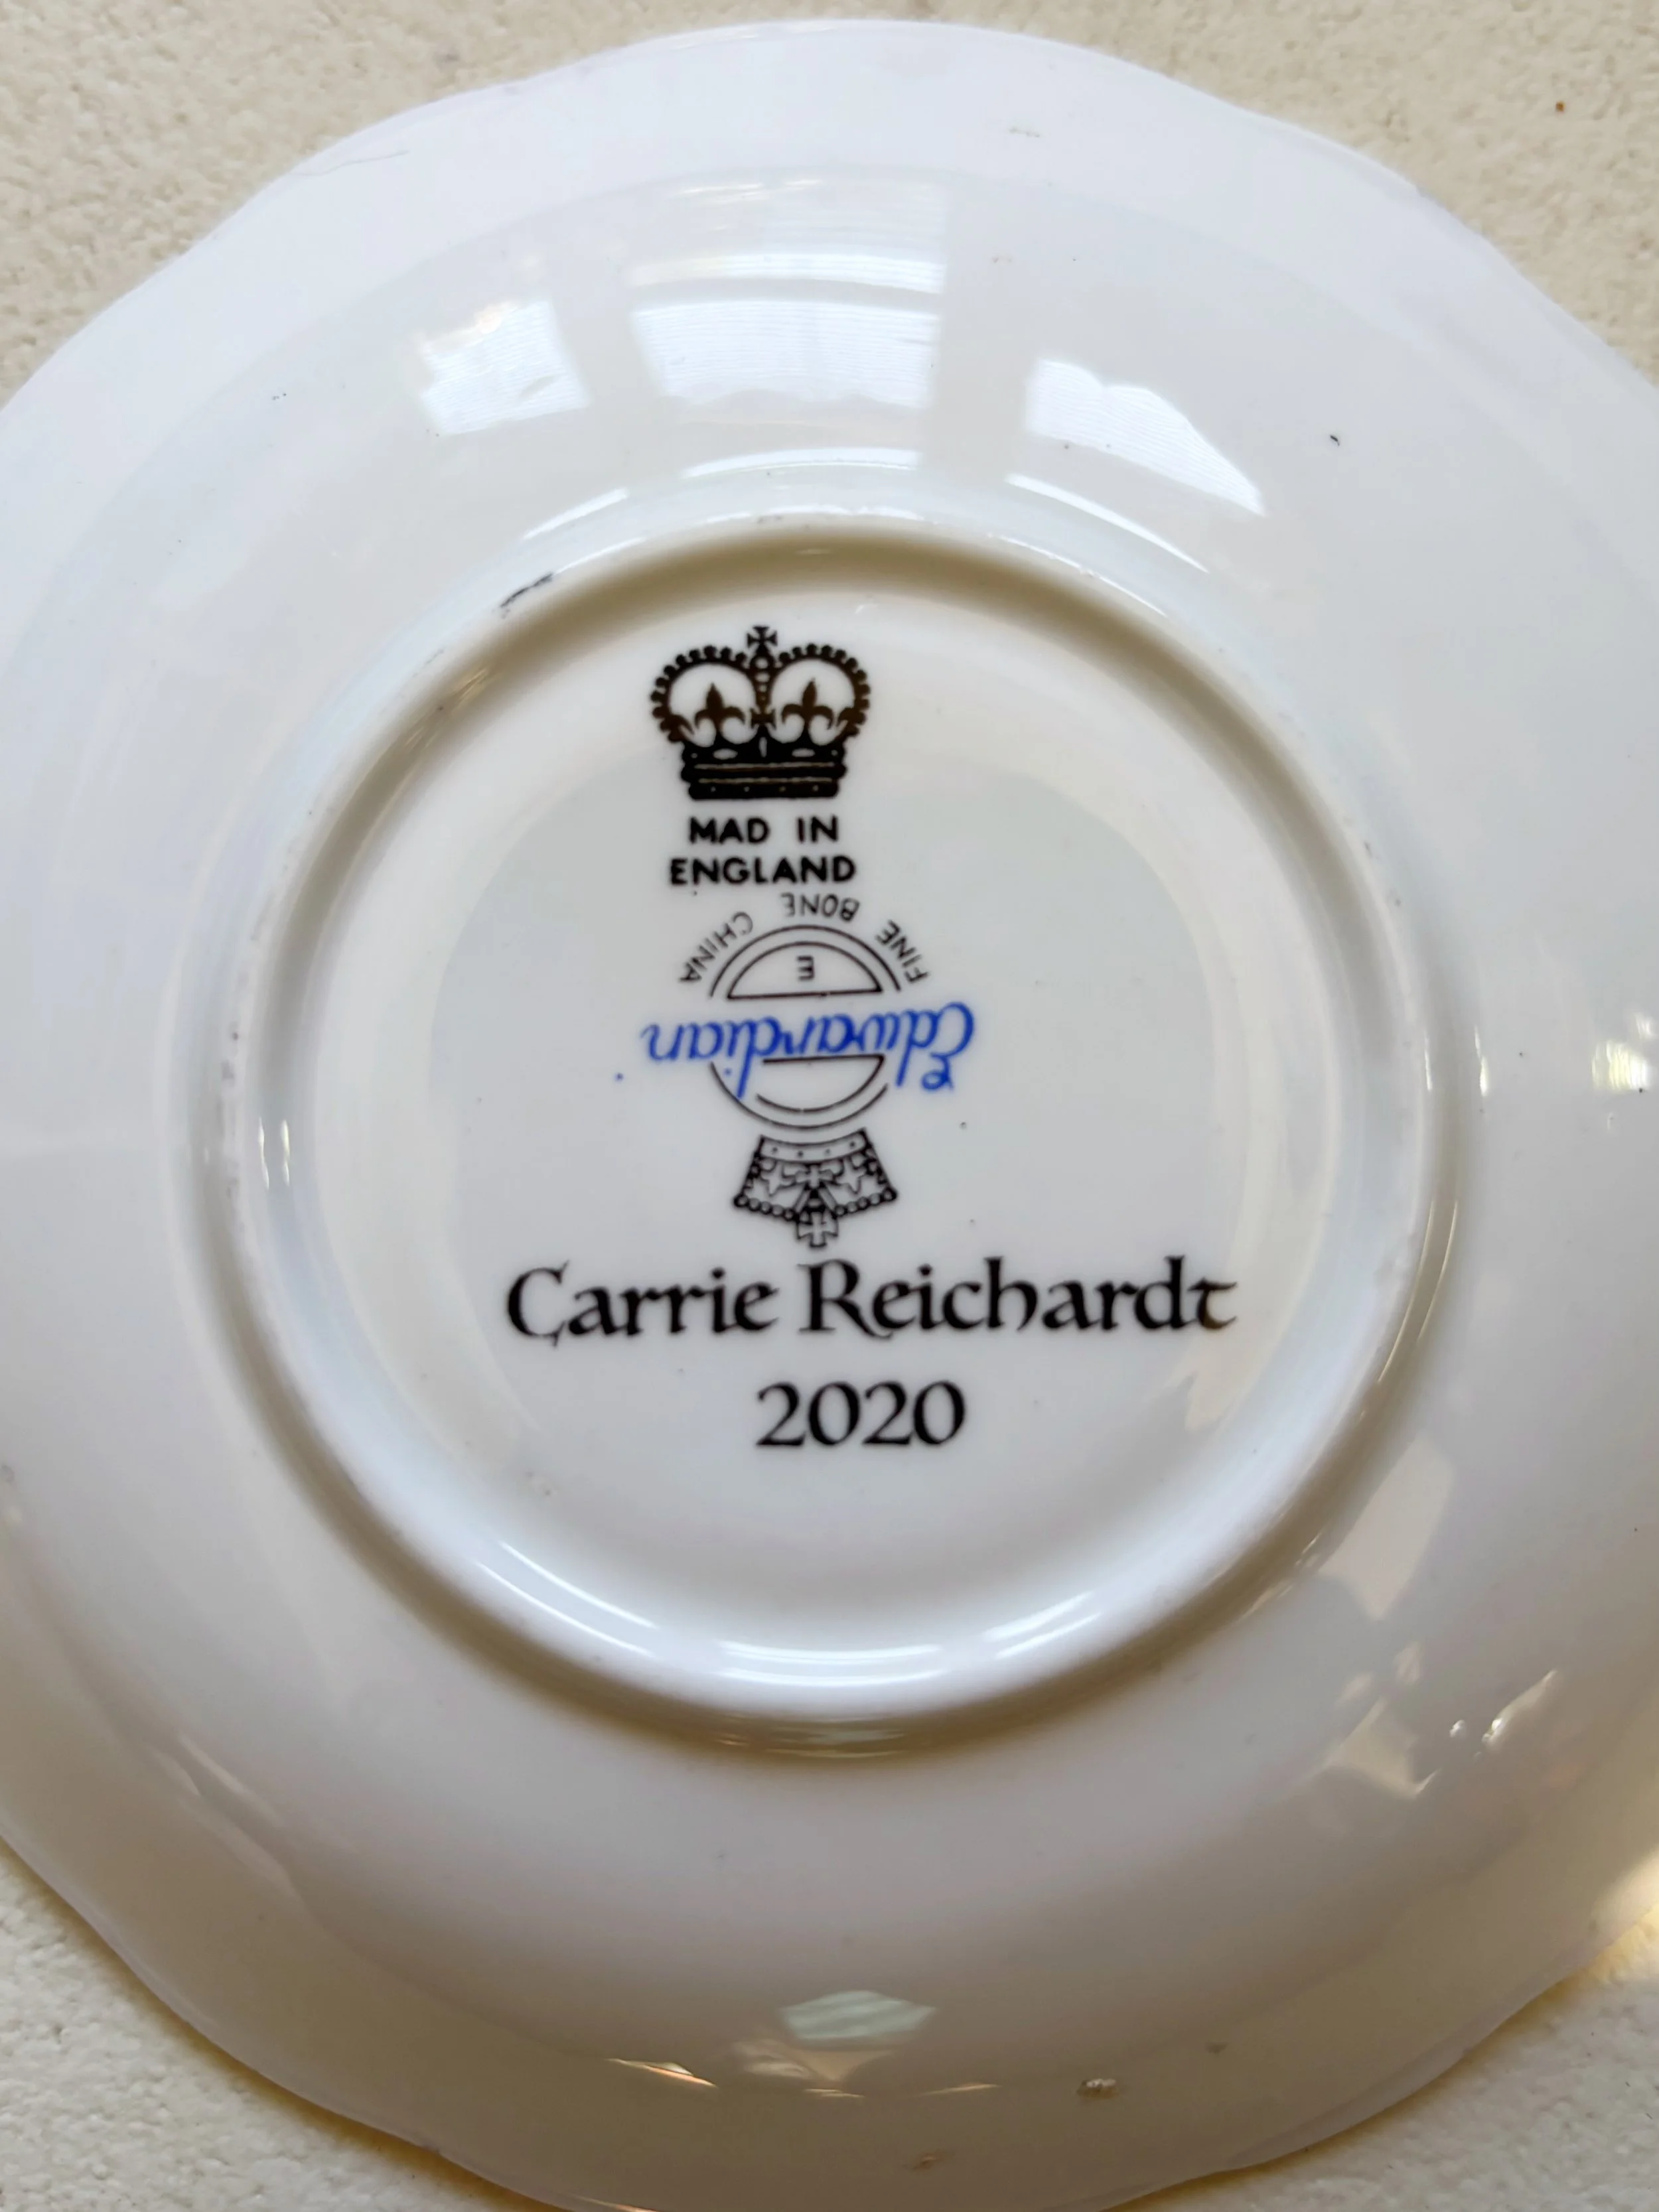 MAD IN
ENGLAND
FINE BONE CHINA
E
Edwardian
Carrie Reichardt
2020